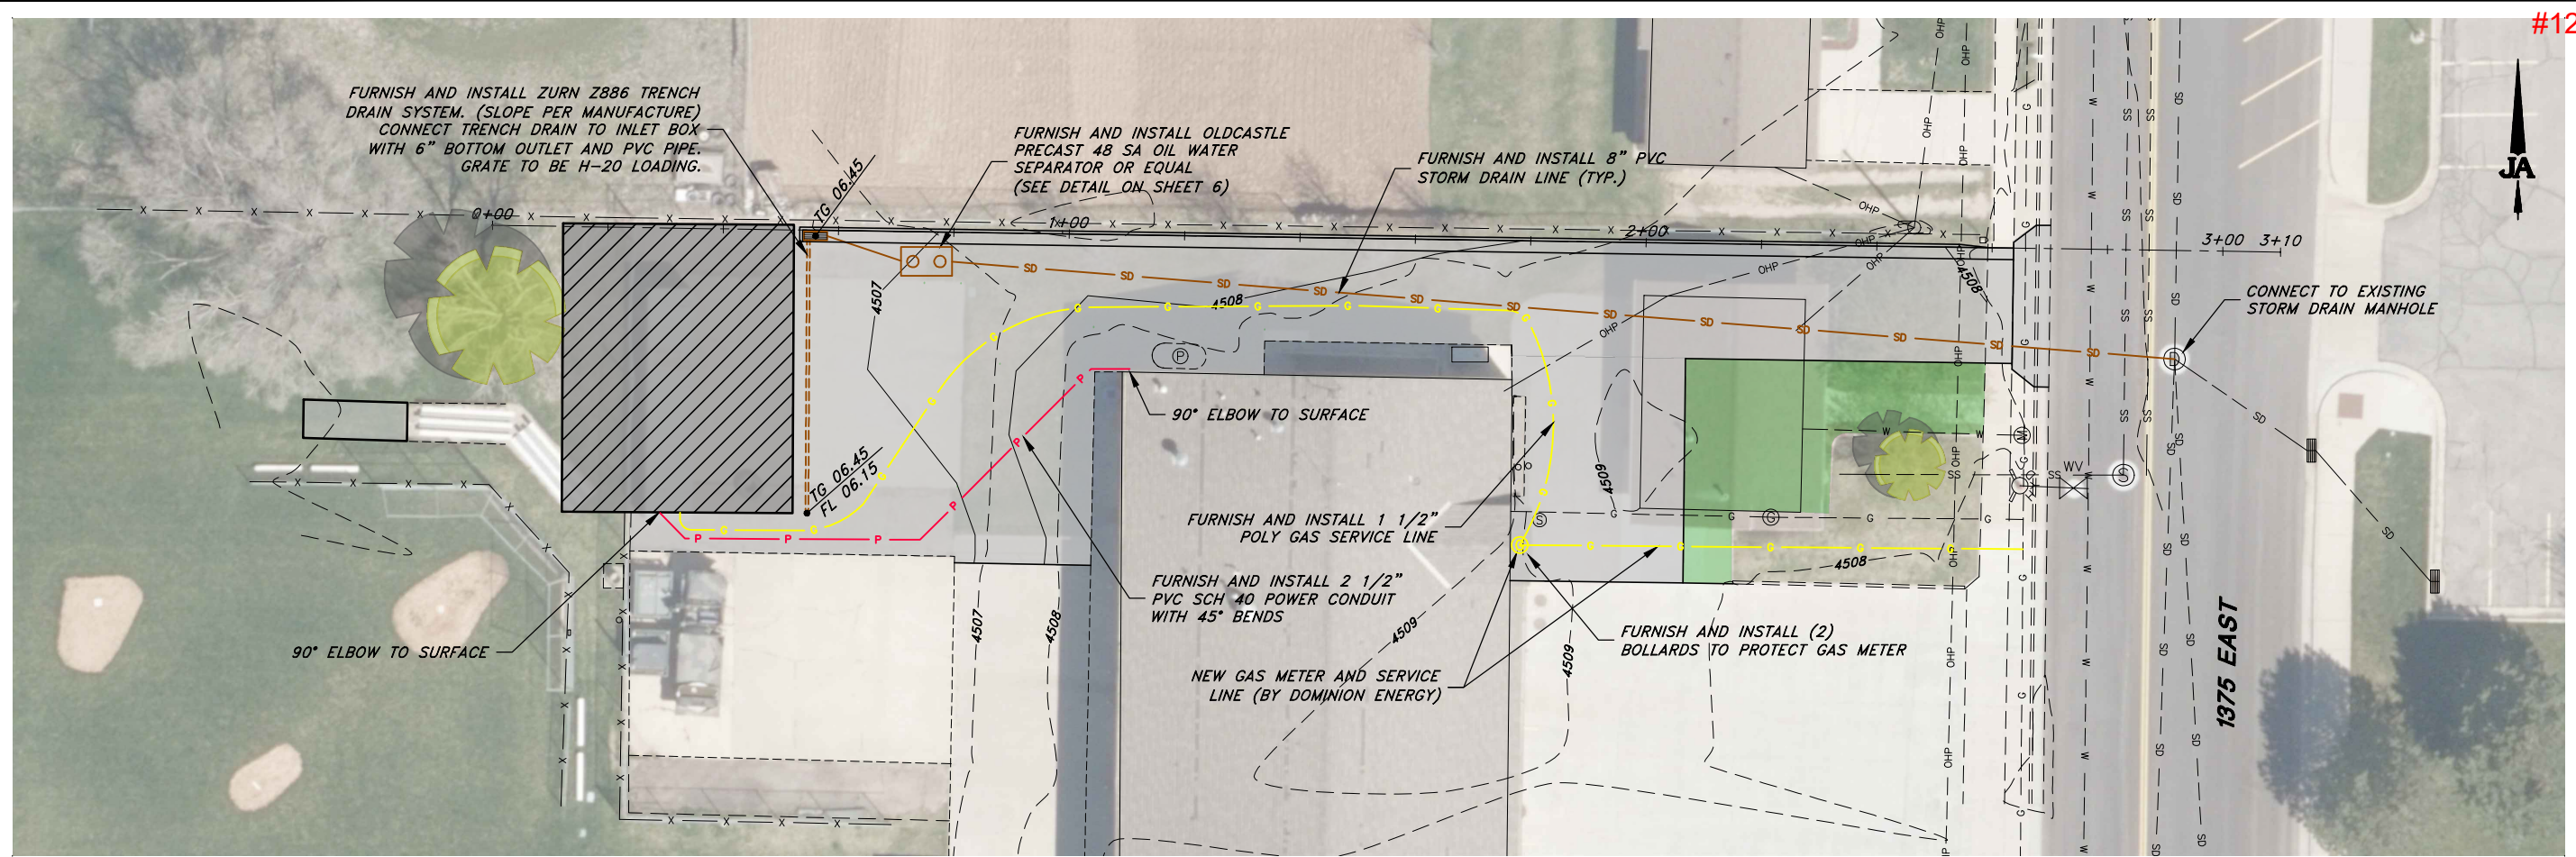 #12
FURNISH AND INSTALL ZURN Z886 TRENCH
DRAIN SYSTEM. (SLOPE PER MANUFACTURE)
CONNECT TRENCH DRAIN TO INLET BOX
WITH 6" BOTTOM OUTLET AND PVC PIPE.
GRATE TO BE H-20 LOADING.
TG 06.45
FURNISH AND INSTALL OLDCASTLE
PRECAST 48 SA OIL WATER
SEPARATOR OR EQUAL
(SEE DETAIL ON SHEET 6)
FURNISH AND INSTALL 8" PVC
STORM DRAIN LINE (TYP.)
JA
0+00
1+00
2+00
3+00 3+10
CONNECT TO EXISTING
STORM DRAIN MANHOLE
4507
4508
4508
90° ELBOW TO SURFACE
TG 06.45
FL 06.15
4509
WV
FURNISH AND INSTALL 1 1/2"
POLY GAS SERVICE LINE
4508
FURNISH AND INSTALL 2 1/2"
PVC SCH 40 POWER CONDUIT
WITH 45° BENDS
4507
4508
4509
4509
FURNISH AND INSTALL (2)
BOLLARDS TO PROTECT GAS METER
90° ELBOW TO SURFACE
NEW GAS METER AND SERVICE
LINE (BY DOMINION ENERGY)
1375 EAST